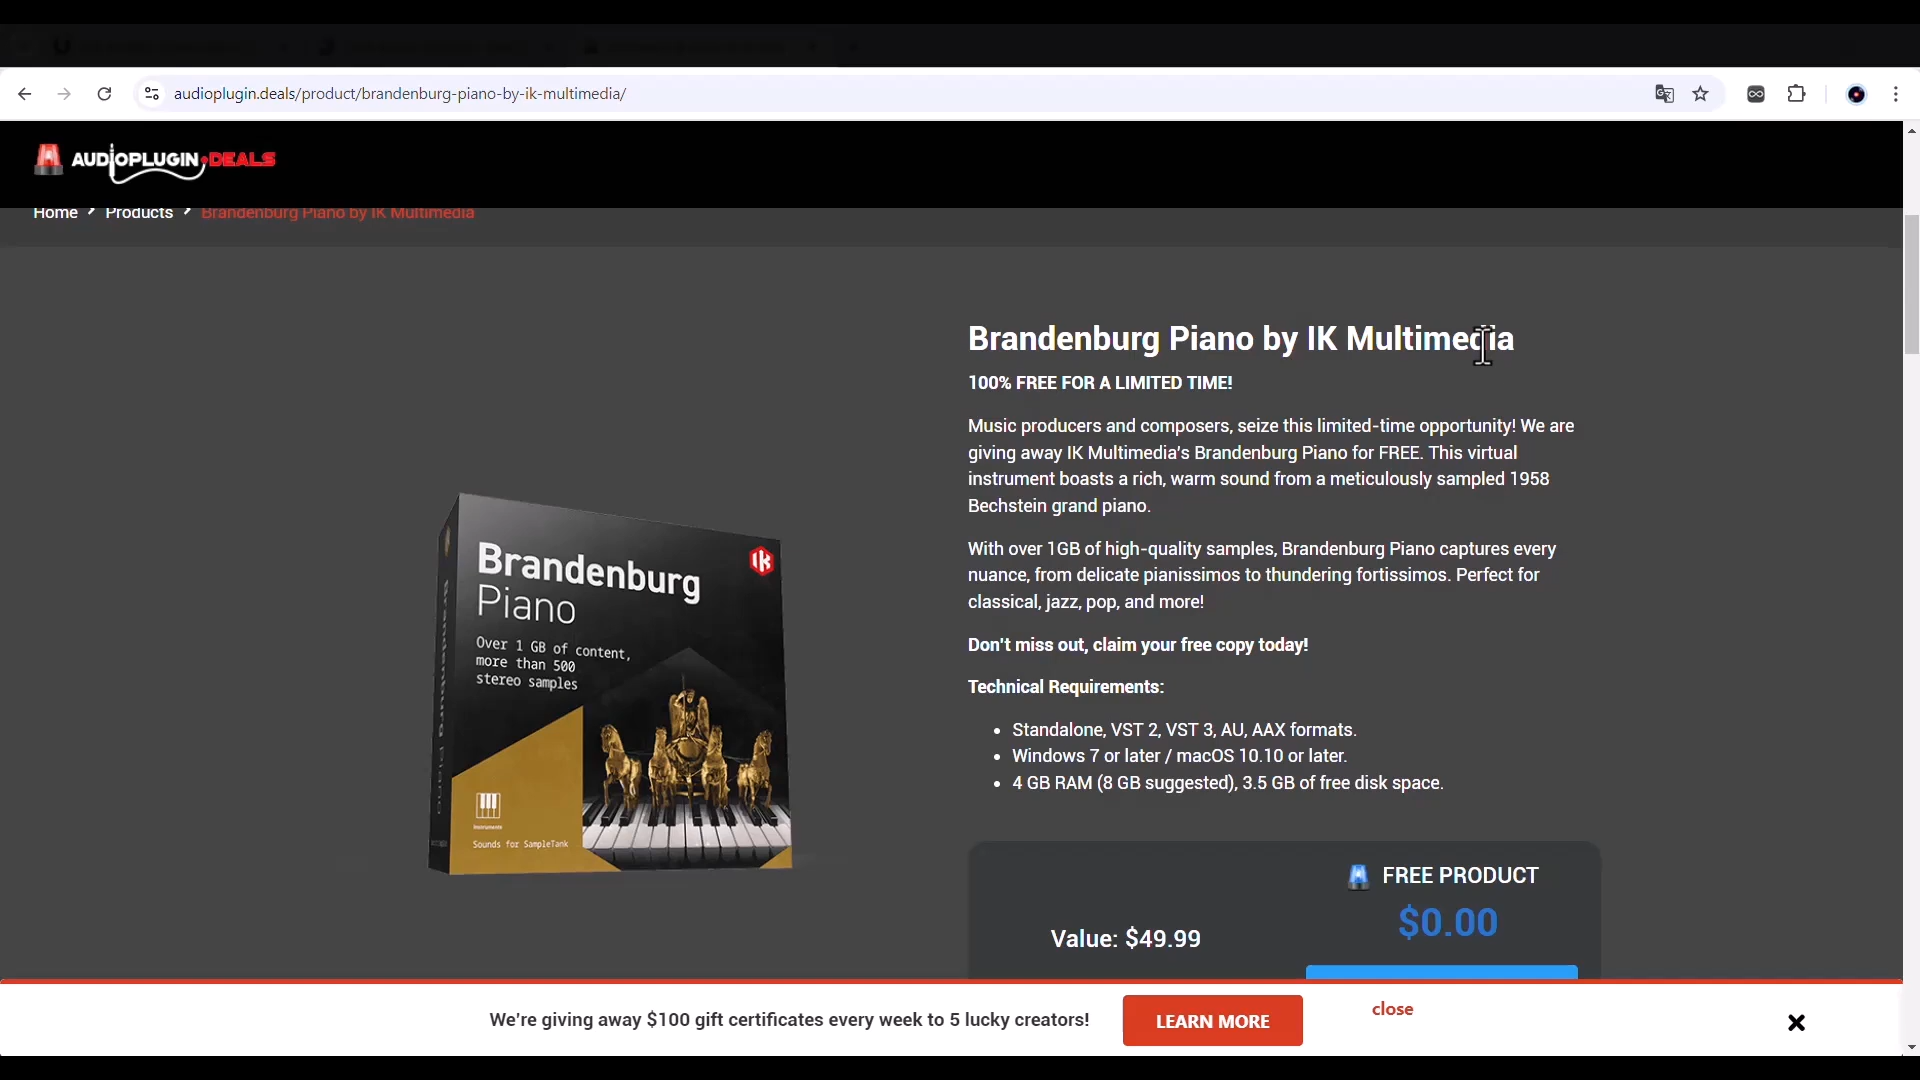 audioplugin.deals/product/brandenburg-piano-by-ik-multimedia/
AUDIOPLUGIN•DEALS
Home > Products > Brandenburg Piano by IK Multimedia
Brandenburg Piano by IK Multimedia
100% FREE FOR A LIMITED TIME!
Music producers and composers, seize this limited-time opportunity! We are
giving away IK Multimedia's Brandenburg Piano for FREE. This virtual
instrument boasts a rich, warm sound from a meticulously sampled 1958
Bechstein grand piano.
With over 1GB of high-quality samples, Brandenburg Piano captures every
nuance, from delicate pianissimos to thundering fortissimos. Perfect for
classical, jazz, pop, and more!
Don't miss out, claim your free copy today!
Technical Requirements:
• Standalone, VST 2, VST 3, AU, AAX formats.
• Windows 7 or later / macOS 10.10 or later.
• 4 GB RAM (8 GB suggested), 3.5 GB of free disk space.
Brandenburg
Piano
Over 1 GB of content,
more than 500
stereo samples
Instruments
Sounds for SampleTank
Brandenburg Piano
IK
FREE PRODUCT
$0.00
Value: $49.99
We're giving away $100 gift certificates every week to 5 lucky creators!
LEARN MORE
close